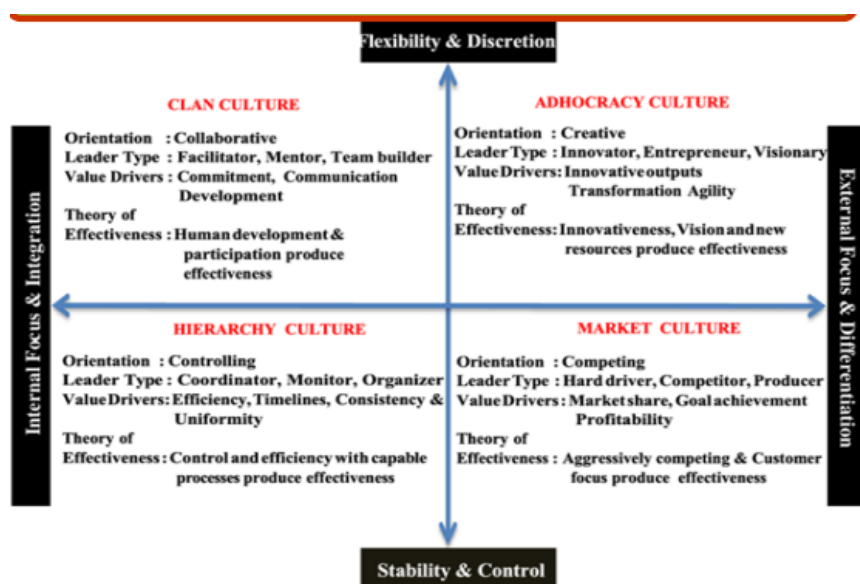 Flexibility & Discretion
CLAN CULTURE
Orientation : Collaborative
Leader Type : Facilitator, Mentor, Team builder
Value Drivers : Commitment, Communication
Development
Theory of
Effectiveness : Human development &
participation produce
effectiveness
ADHOCRACY CULTURE
Orientation : Creative
Leader Type : Innovator, Entrepreneur, Visionary
Value Drivers: Innovative outputs
Transformation Agility
Theory of
Effectiveness: Innovativeness, Vision and new
resources produce effectiveness
Internal Focus & Integration
External Focus & Differentiation
HIERARCHY CULTURE
Orientation : Controlling
Leader Type : Coordinator, Monitor, Organizer
Value Drivers: Efficiency, Timelines, Consistency &
Uniformity
Theory of
Effectiveness : Control and efficiency with capable
processes produce effectiveness
MARKET CULTURE
Orientation : Competing
Leader Type : Hard driver, Competitor, Producer
Value Drivers : Market share, Goal achievement
Profitability
Theory of
Effectiveness : Aggressively competing & Customer
focus produce effectiveness
Stability & Control